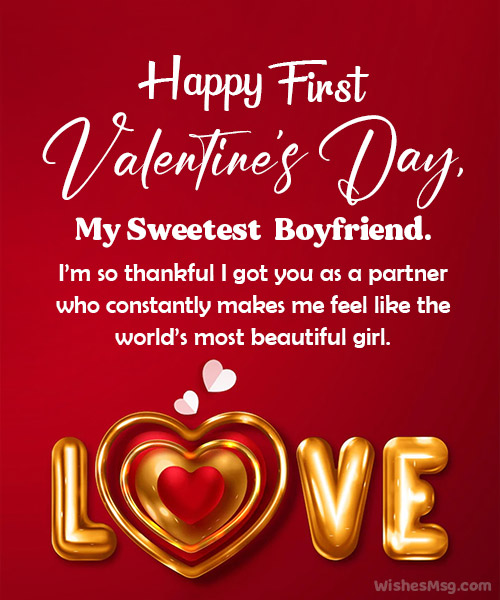 Happy First
Valentine's Day,
My Sweetest Boyfriend.
I'm so thankful I got you as a partner
who constantly makes me feel like the
world's most beautiful girl.
LOVE
WishesMsg.com